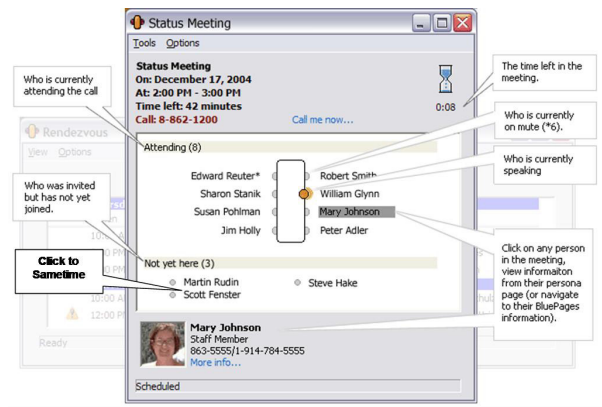 Status Meeting
Tools Options
Status Meeting
On: December 17, 2004
At: 2:00 PM - 3:00 PM
Time left: 42 minutes
Call: 8-862-1200
Call me now...
0:08
Attending (8)
Edward Reuter* Robert Smith
Sharon Stanik William Glynn
Susan Pohlman Mary Johnson
Jim Holly Peter Adler
Not yet here (3)
Martin Rudin Steve Hake
Scott Fenster
Mary Johnson
Staff Member
863-5555/1-914-784-5555
More info...
Scheduled
Who is currently
attending the call
Who was invited
but has not yet
joined.
Click to
Sametime
The time left in the
meeting.
Who is currently
on mute (*6).
Who is currently
speaking
Click on any person
in the meeting,
view informaiton
from their persona
page (or navigate
to their BluePages
information).
Rendezvous
View Options
10:00 A
12:00 P
Ready